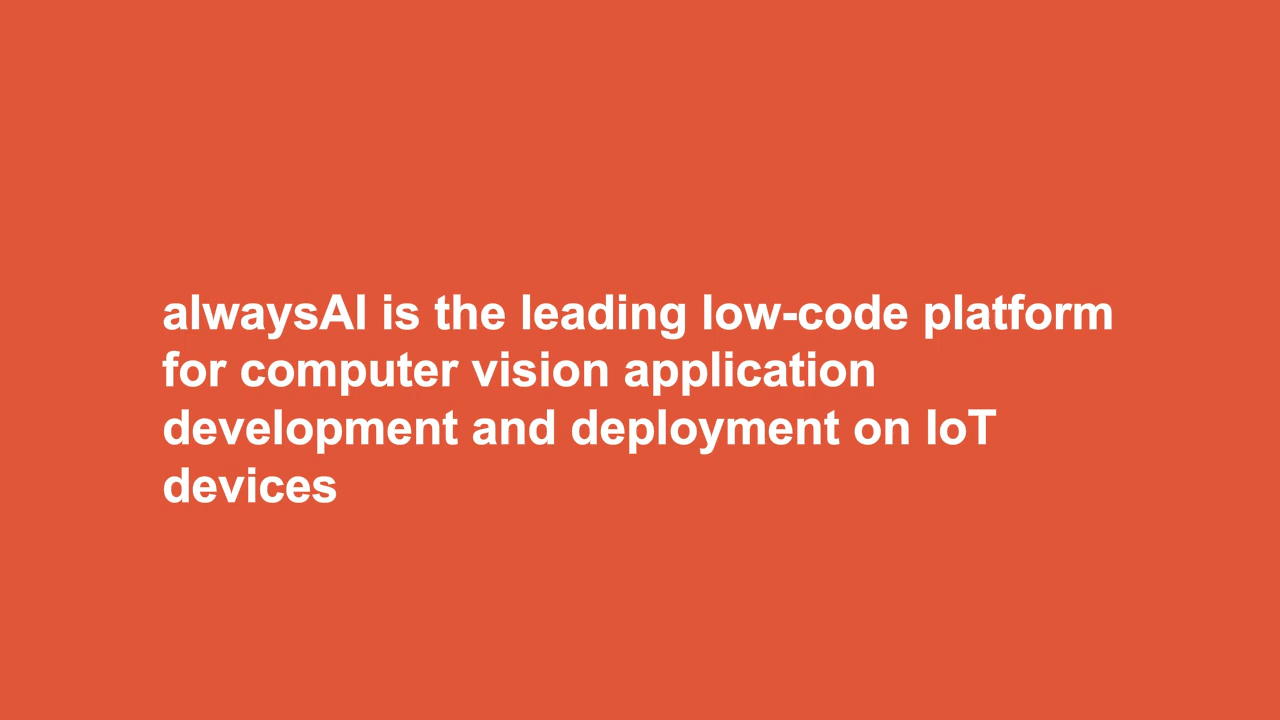 alwaysAI is the leading low-code platform
for computer vision application
development and deployment on IoT
devices